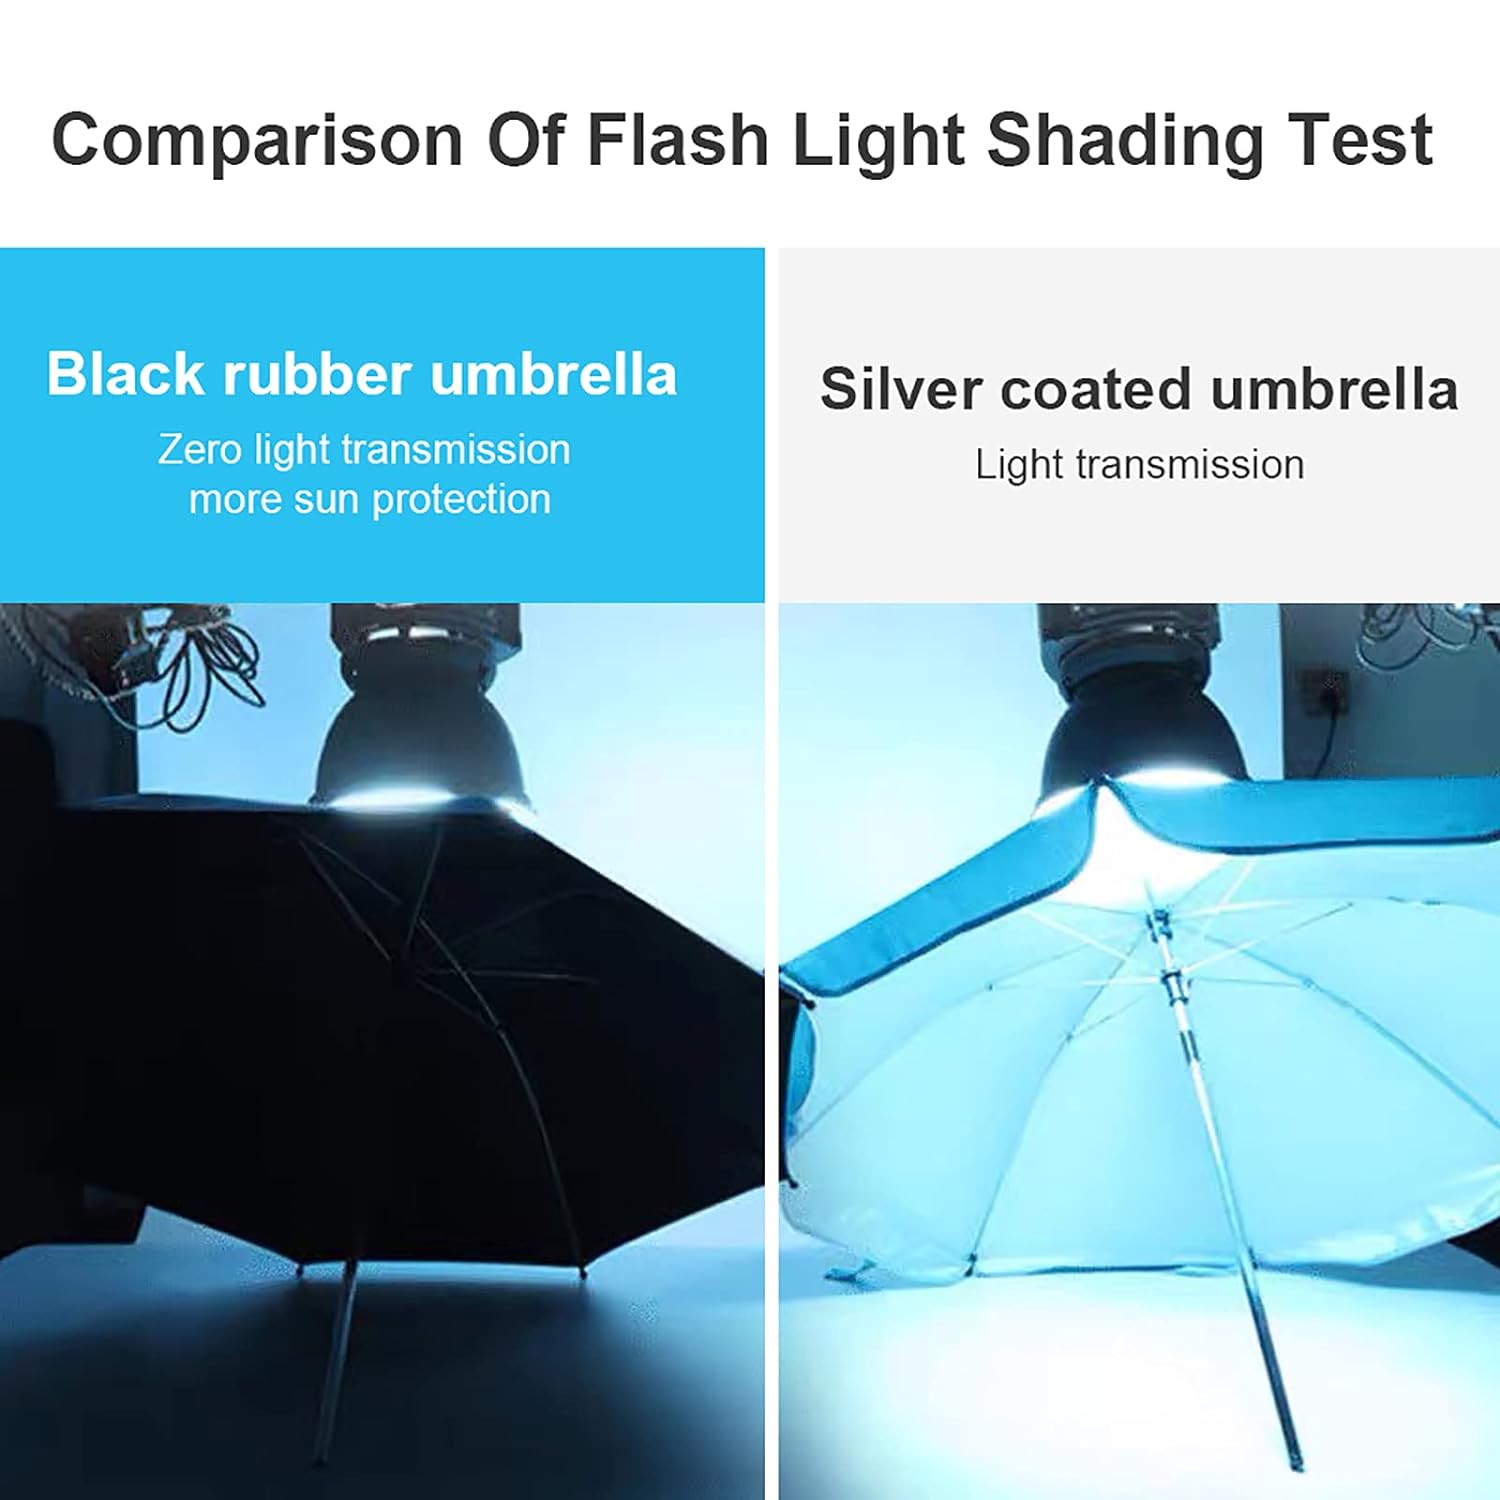 Comparison Of Flash Light Shading Test
Black rubber umbrella
Zero light transmission
more sun protection
Silver coated umbrella
Light transmission